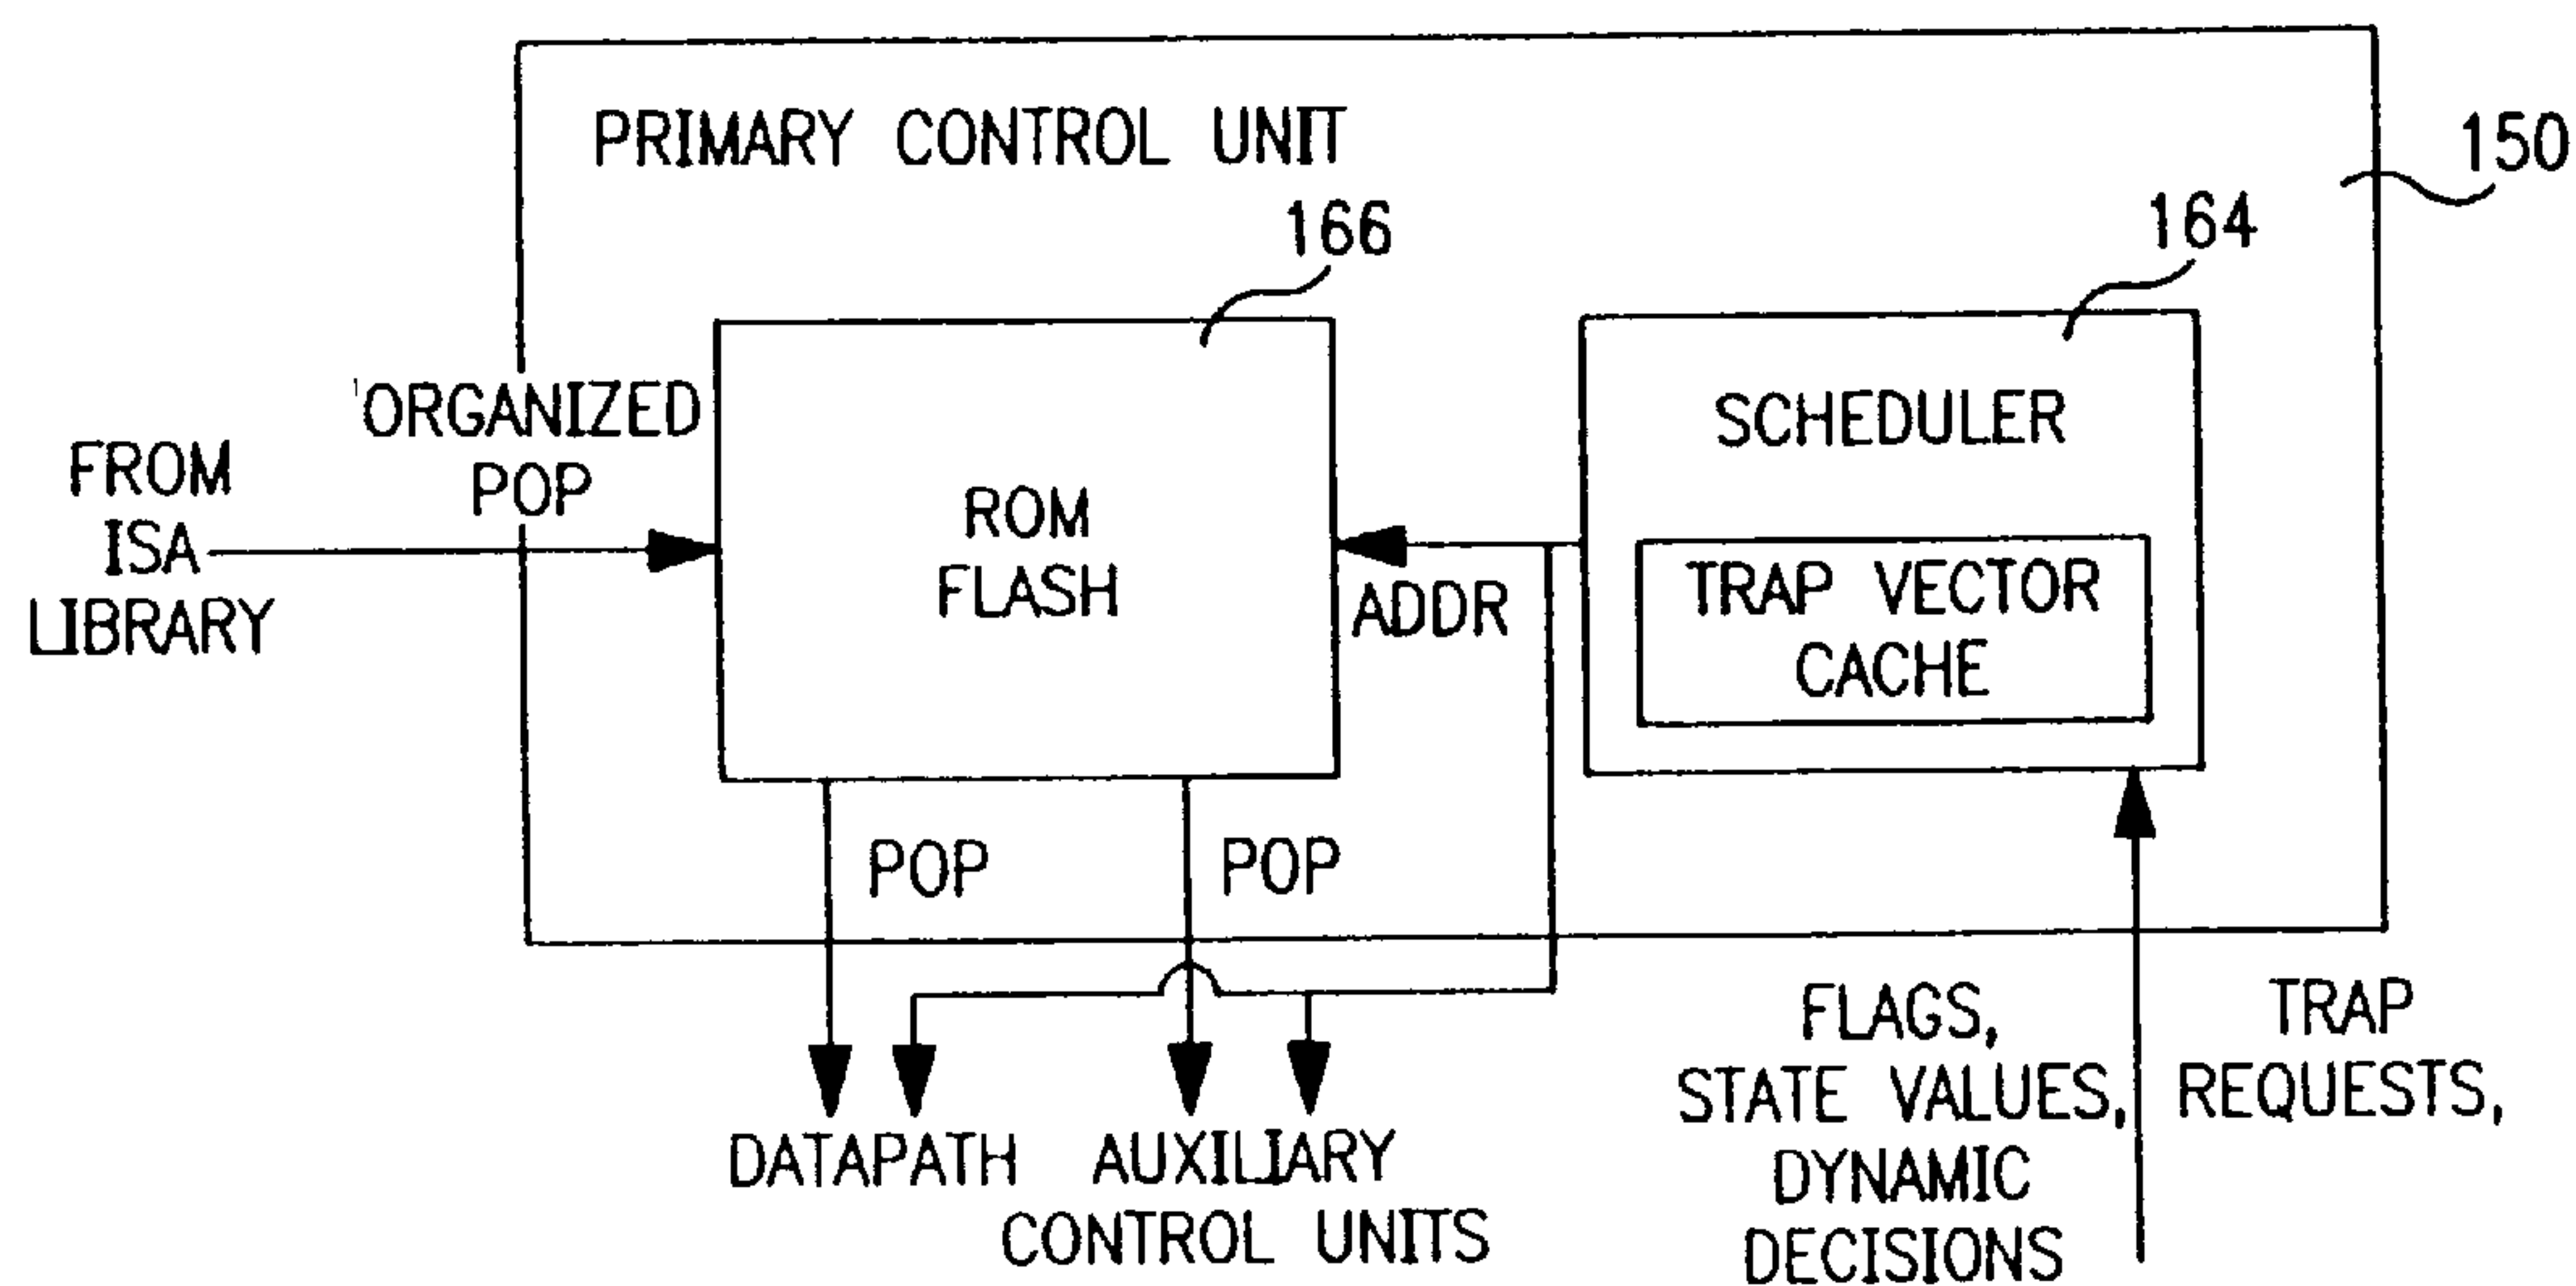 PRIMARY CONTROL UNIT
150
166
164
ORGANIZED
POP
FROM
ISA
LIBRARY
ROM
FLASH
ADDR
SCHEDULER
TRAP VECTOR
CACHE
POP
POP
DATAPATH
AUXILIARY
CONTROL UNITS
FLAGS,
STATE VALUES,
DYNAMIC
DECISIONS
TRAP
REQUESTS,